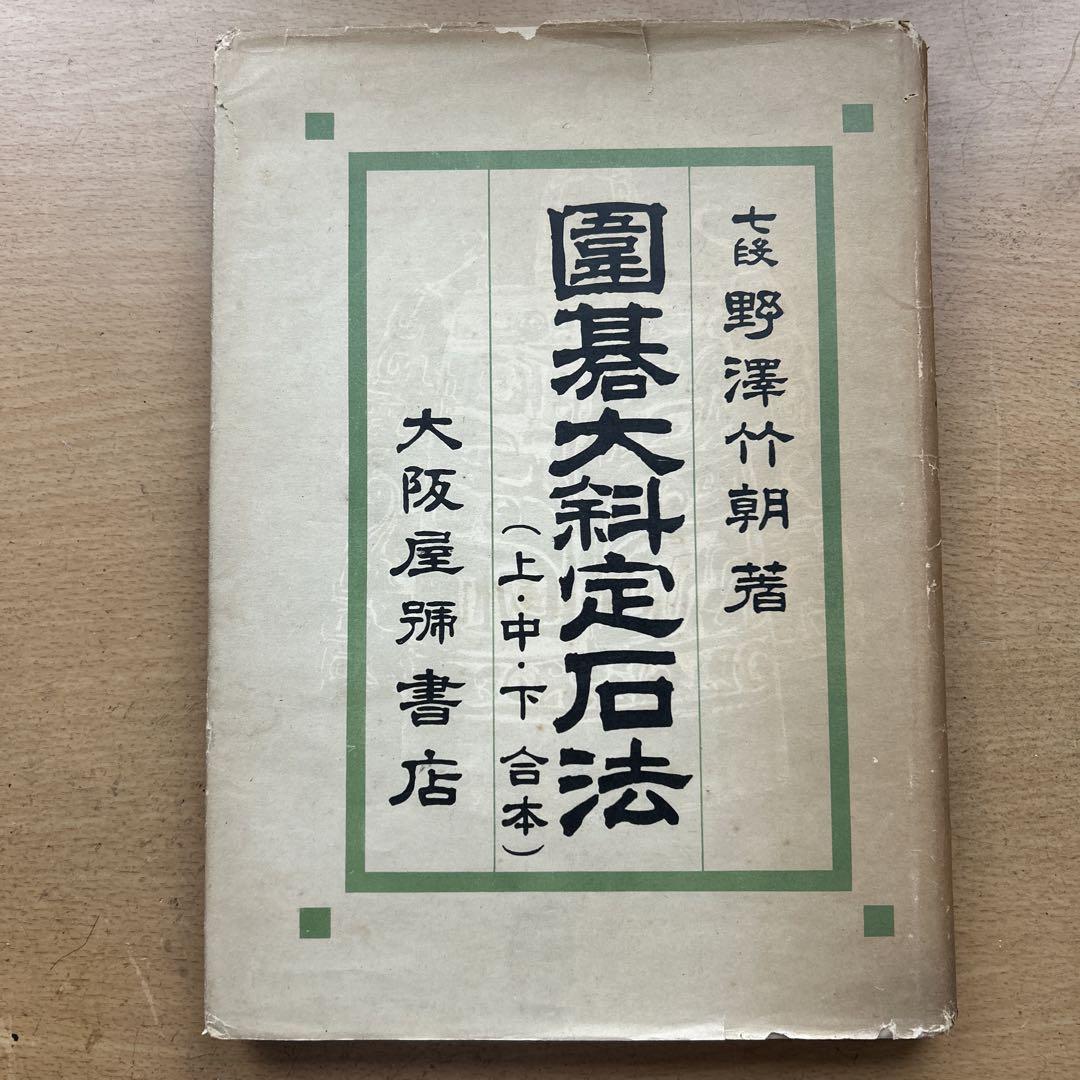 七段 野澤竹朝 著
圍碁大斜定石法
(上・中・下 合本)
大阪屋號書店